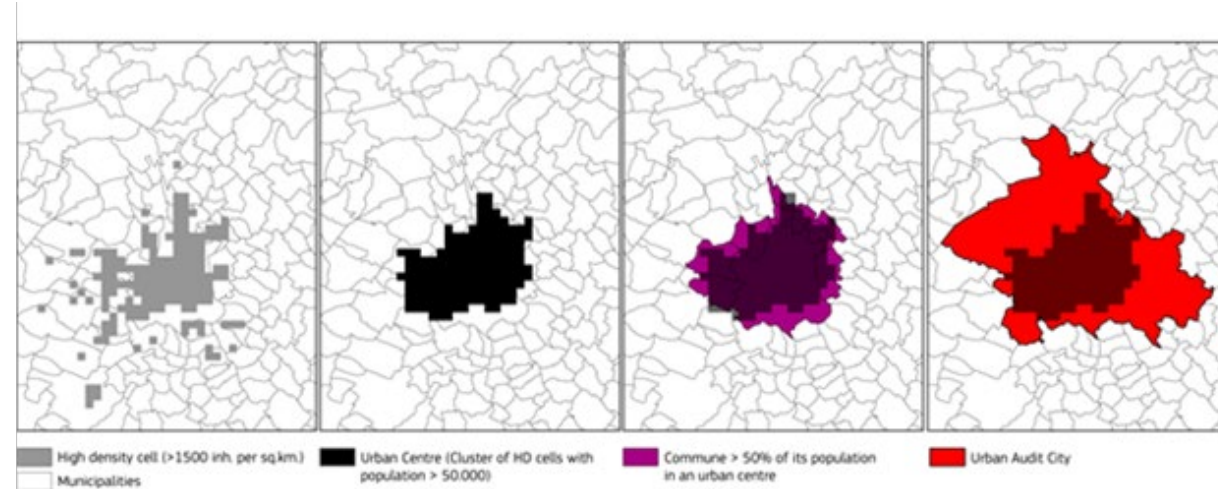 High density cell (>1500 inh. per sq.km.)
Municipalities
Urban Centre (Cluster of HD cells with
population > 50.000)
Commune > 50% of its population
in an urban centre
Urban Audit City